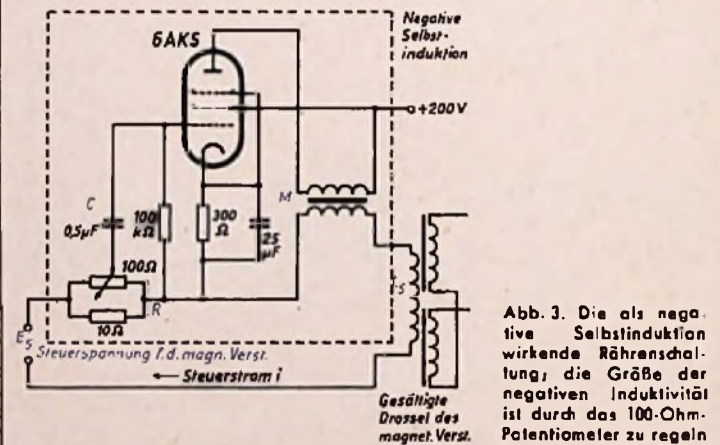 Negative
Selbst-
induktion
6AK5
+200V
M
C
0,5µF
100
kΩ
300
Ω
25
µF
100Ω
R
10Ω
Es
Steuerspannung f.d. magn. Verst.
← Steuerstrom i
Ls
Gesättigte
Drossel des
magnet. Verst.
Abb. 3. Die als nega-
tive Selbstinduktion
wirkende Röhrenschal-
tung; die Größe der
negativen Induktivität
ist durch das 100-Ohm-
Potentiometer zu regeln